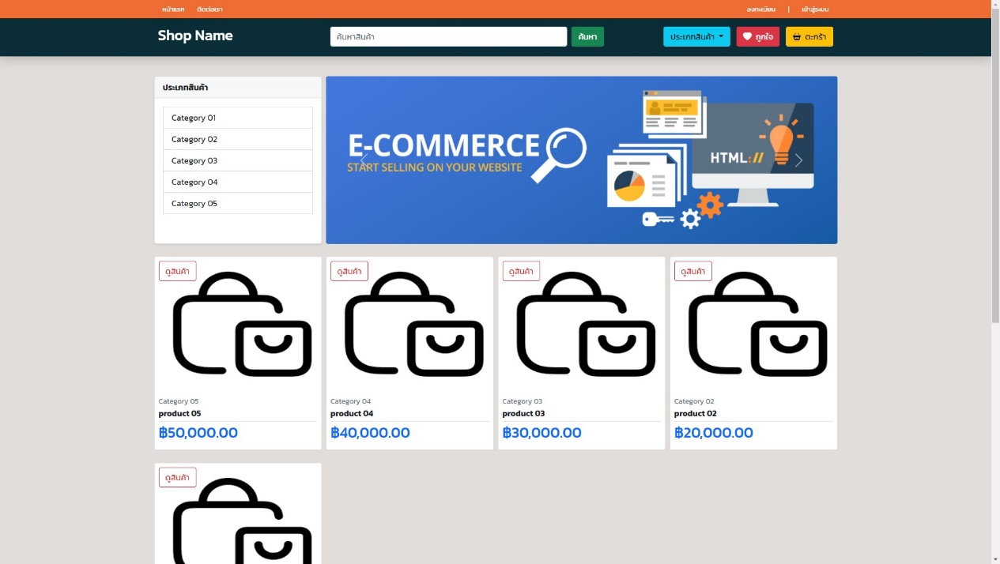 หน้าแรก ติดต่อเรา ลงทะเบียน | เข้าสู่ระบบ
Shop Name ค้นหาสินค้า ค้นหา ประเภทสินค้า ถูกใจ ตะกร้า
ประเภทสินค้า
Category 01
Category 02
Category 03
Category 04
Category 05
E-COMMERCE
START SELLING ON YOUR WEBSITE
HTML://
ดูสินค้า ดูสินค้า ดูสินค้า ดูสินค้า
Category 05 Category 04 Category 03 Category 02
product 05 product 04 product 03 product 02
฿50,000.00 ฿40,000.00 ฿30,000.00 ฿20,000.00
ดูสินค้า